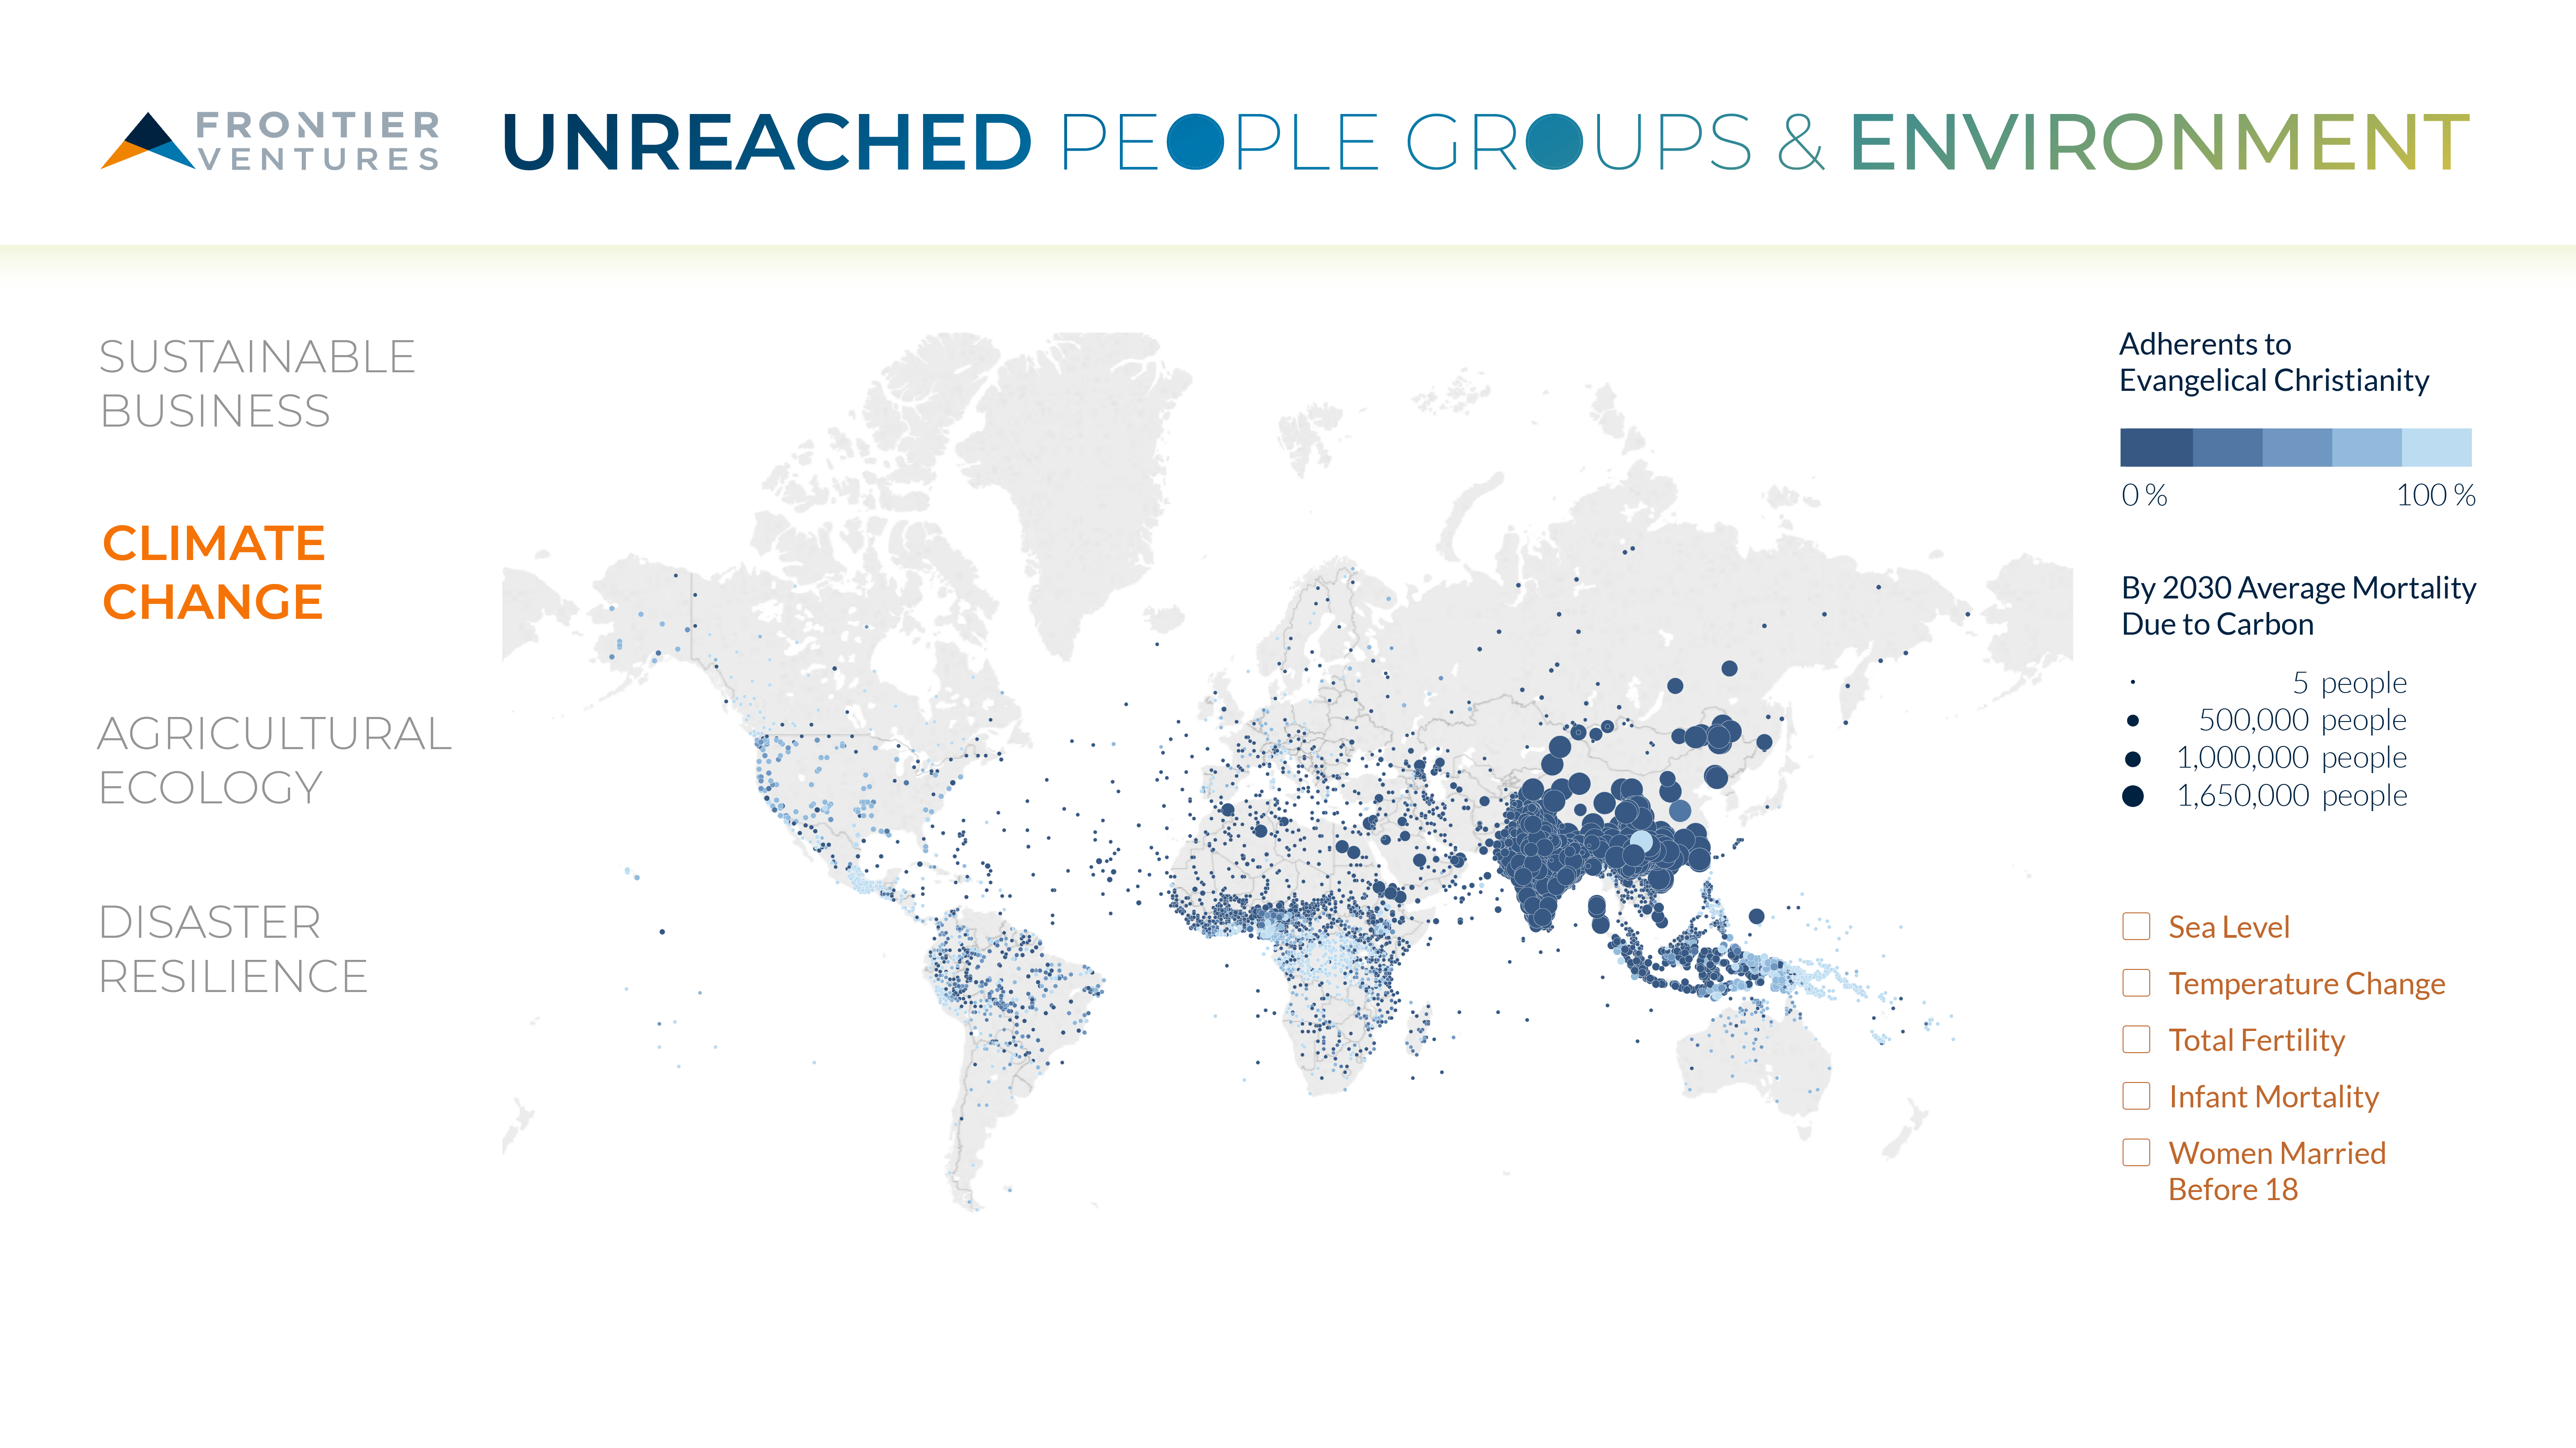 FRONTIER
VENTURES
UNREACHED PEOPLE GROUPS & ENVIRONMENT
SUSTAINABLE
BUSINESS
CLIMATE
CHANGE
AGRICULTURAL
ECOLOGY
DISASTER
RESILIENCE
Adherents to
Evangelical Christianity
0 % 100 %
By 2030 Average Mortality
Due to Carbon
5 people
500,000 people
1,000,000 people
1,650,000 people
Sea Level
Temperature Change
Total Fertility
Infant Mortality
Women Married
Before 18